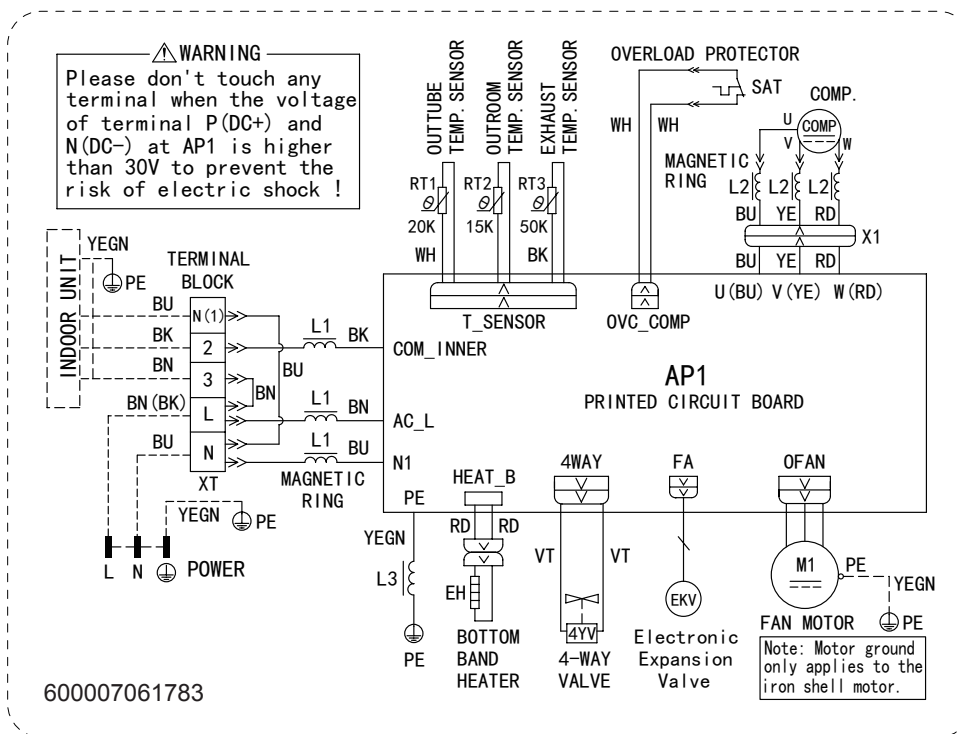 WARNING
Please don't touch any
terminal when the voltage
of terminal P(DC+) and
N(DC-) at AP1 is higher
than 30V to prevent the
risk of electric shock !
OUTTUBE
TEMP. SENSOR
OUTROOM
TEMP. SENSOR
EXHAUST
TEMP. SENSOR
RT1
RT2
RT3
20K
15K
50K
WH
BK
T_SENSOR
OVERLOAD PROTECTOR
SAT
WH
WH
OVC_COMP
COMP.
U
COMP
V
W
MAGNETIC
RING
L2
L2
L2
BU
YE
RD
X1
BU
YE
RD
U(BU)
V(YE)
W(RD)
INDOOR UNIT
YEGN
PE
TERMINAL
BLOCK
BU
N(1)
BK
2
BN
3
BN(BK)
L
BU
N
XT
BU
BN
L1
BK
COM_INNER
L1
BN
AC_L
L1
BU
N1
MAGNETIC
RING
AP1
PRINTED CIRCUIT BOARD
YEGN
PE
L
N
POWER
PE
YEGN
L3
PE
HEAT_B
RD
RD
EH
BOTTOM
BAND
HEATER
4WAY
VT
VT
4YV
4-WAY
VALVE
FA
EKV
Electronic
Expansion
Valve
OFAN
M1
PE
YEGN
PE
FAN MOTOR
Note: Motor ground
only applies to the
iron shell motor.
600007061783